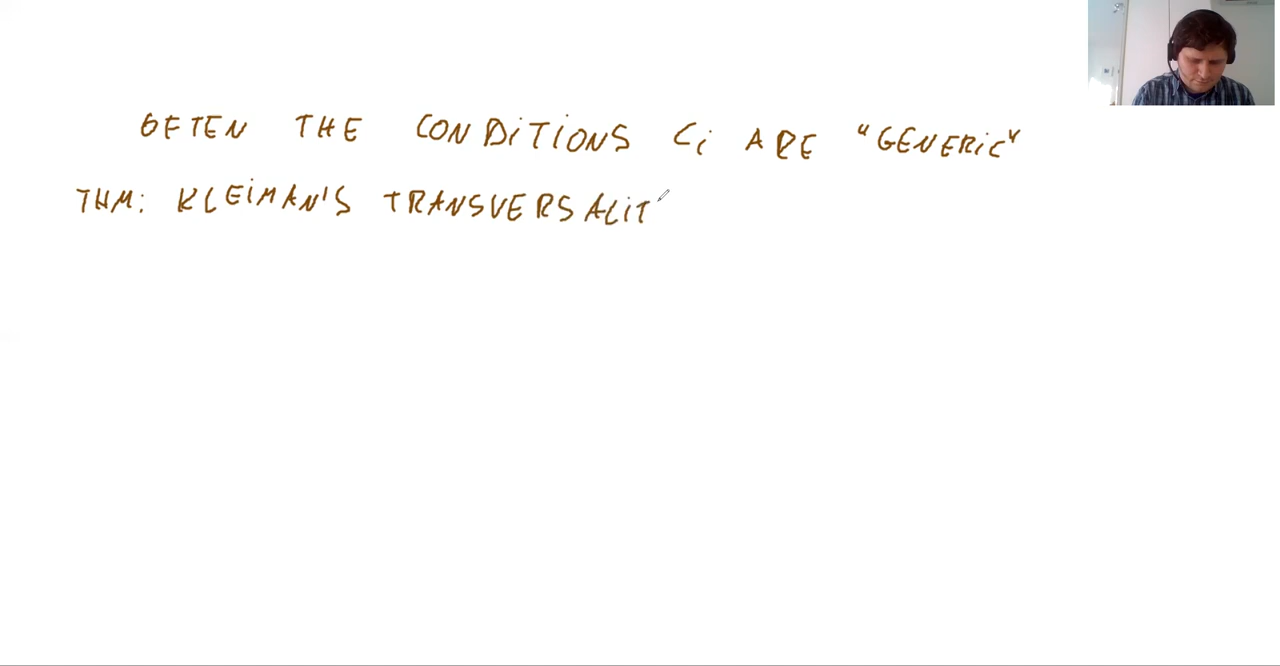 OFTEN THE CONDITIONS Ci ARE "GENERIC"
THM: KLEIMAN'S TRANSVERSALIT